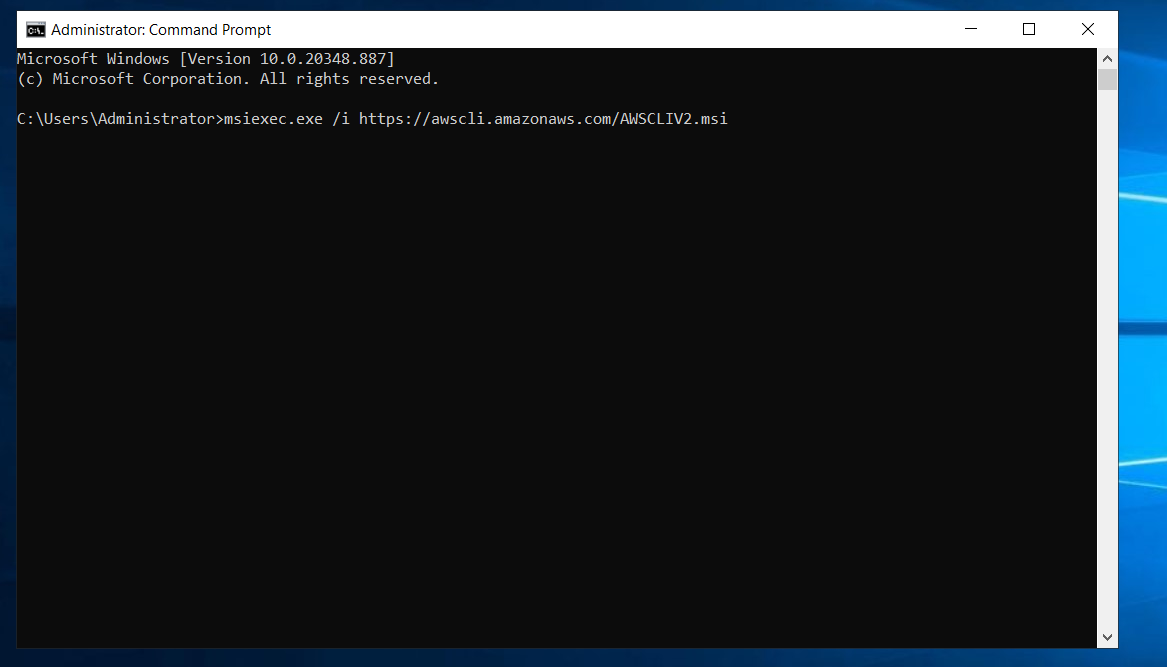 Administrator: Command Prompt
Microsoft Windows [Version 10.0.20348.887]
(c) Microsoft Corporation. All rights reserved.
C:\Users\Administrator>msiexec.exe /i https://awscli.amazonaws.com/AWSCLIV2.msi